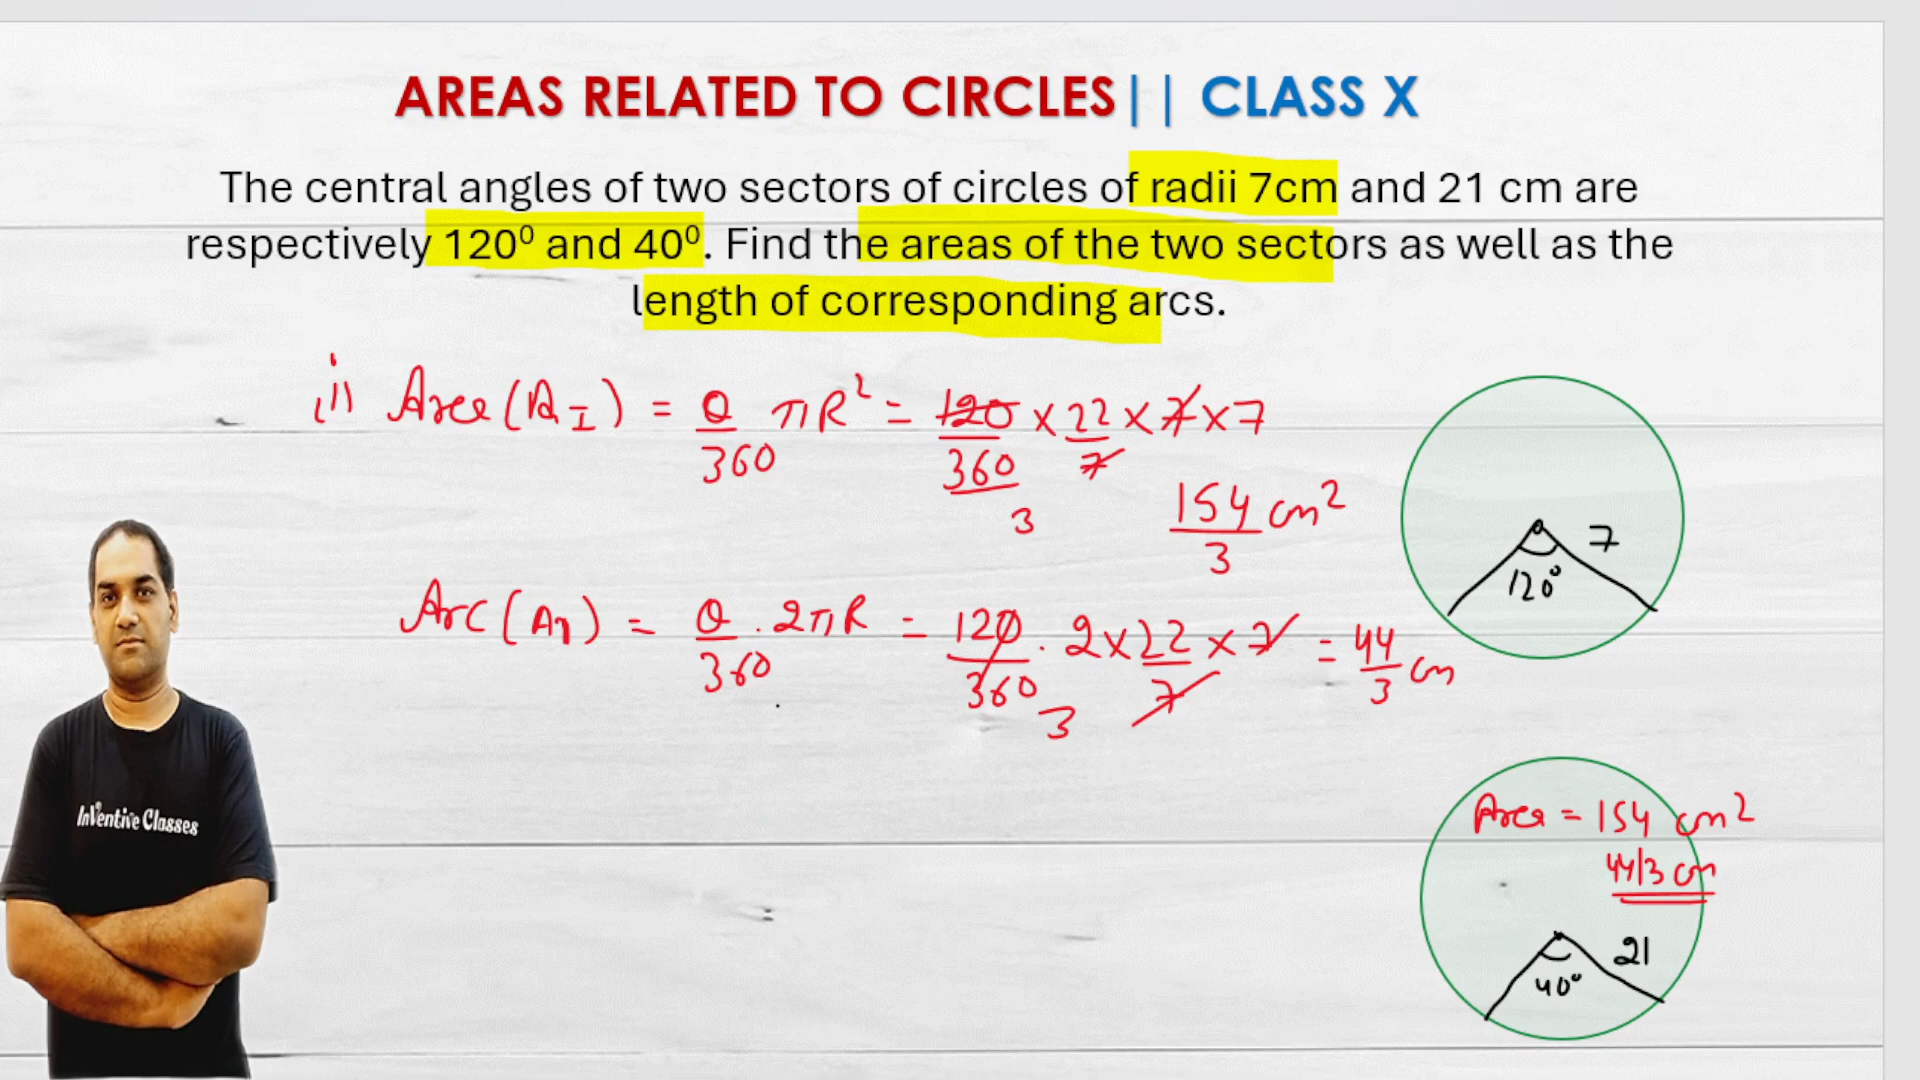 AREAS RELATED TO CIRCLES|| CLASS X
The central angles of two sectors of circles of radii 7cm and 21 cm are
respectively 120⁰ and 40⁰. Find the areas of the two sectors as well as the
length of corresponding arcs.
i) Area (A_I) = θ/360 πR² = 120/360 × 22/7 × 7 × 7
3
154/3 cm²
7
120°
Arc (A_I) = θ/360 . 2πR = 120/360 . 2 × 22/7 × 7 = 44/3 cm
3
Inventive Classes
Area = 154 cm²
44/3 cm
21
40°